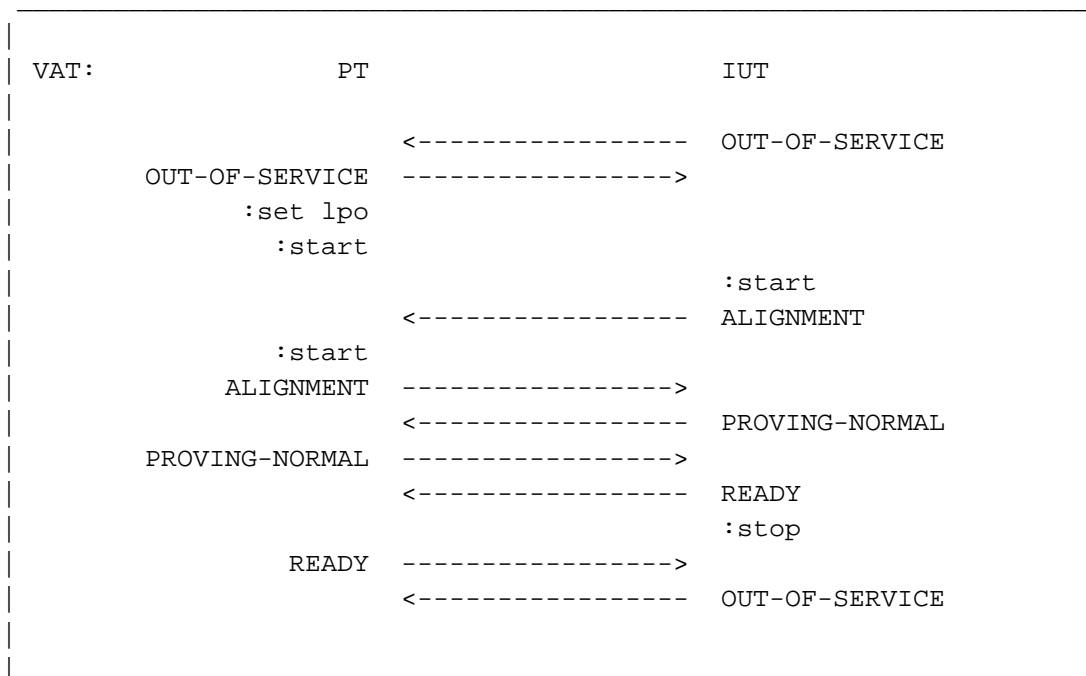 VAT: PT IUT
<----------------- OUT-OF-SERVICE
OUT-OF-SERVICE ----------------->
:set lpo
:start
:start
<----------------- ALIGNMENT
:start
ALIGNMENT ----------------->
<----------------- PROVING-NORMAL
PROVING-NORMAL ----------------->
<----------------- READY
:stop
READY ----------------->
<----------------- OUT-OF-SERVICE